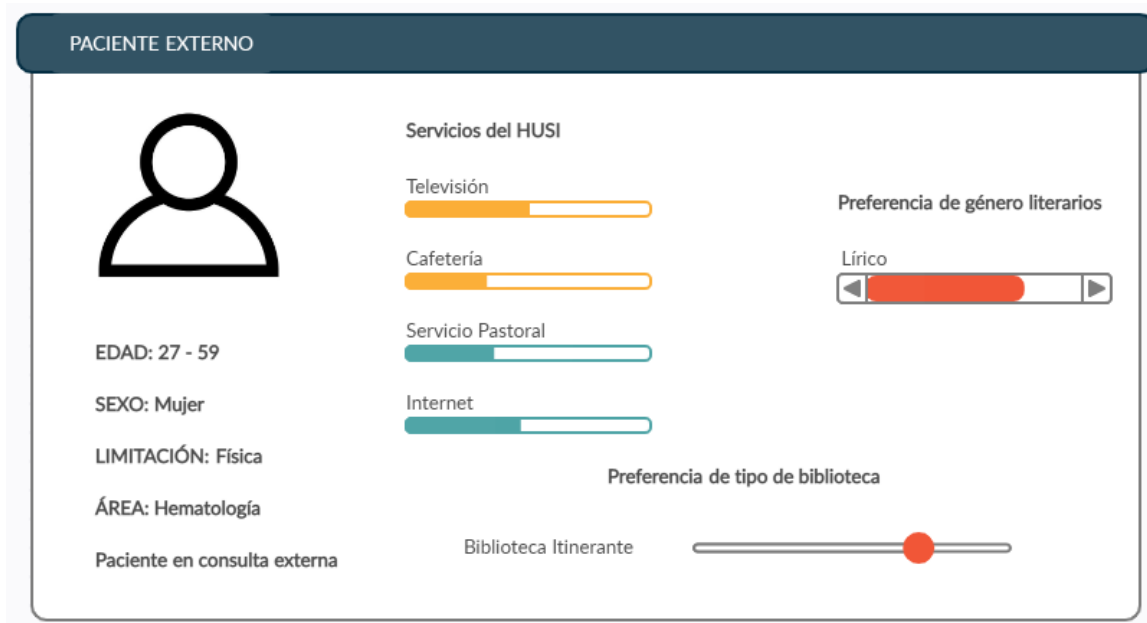 PACIENTE EXTERNO
EDAD: 27 - 59
SEXO: Mujer
LIMITACIÓN: Física
ÁREA: Hematología
Paciente en consulta externa
Servicios del HUSI
Televisión
Cafetería
Servicio Pastoral
Internet
Preferencia de género literarios
Lírico
Preferencia de tipo de biblioteca
Biblioteca Itinerante